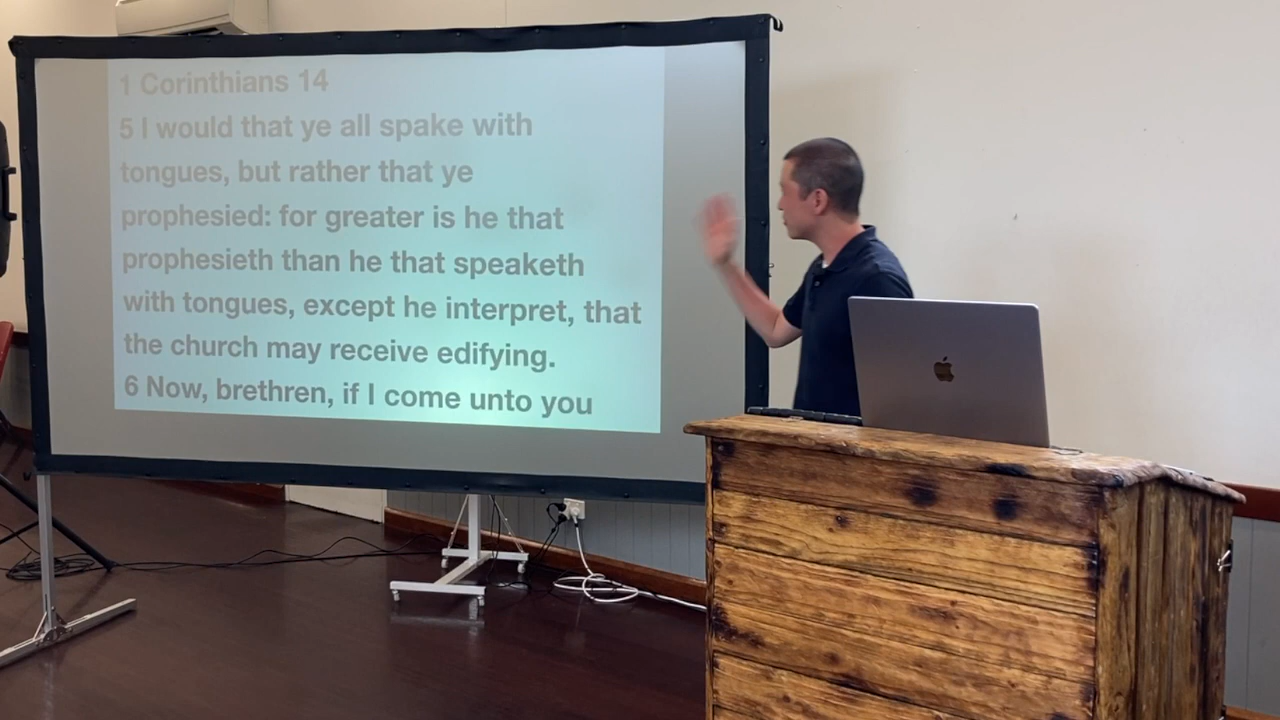 1 Corinthians 14
5 I would that ye all spake with
tongues, but rather that ye
prophesied: for greater is he that
prophesieth than he that speaketh
with tongues, except he interpret, that
the church may receive edifying.
6 Now, brethren, if I come unto you